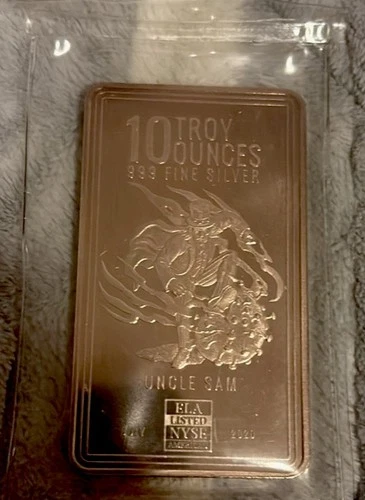 10 TROY
OUNCES
999 FINE SILVER
UNCLE SAM
ELA
LISTED
NYSE
2020